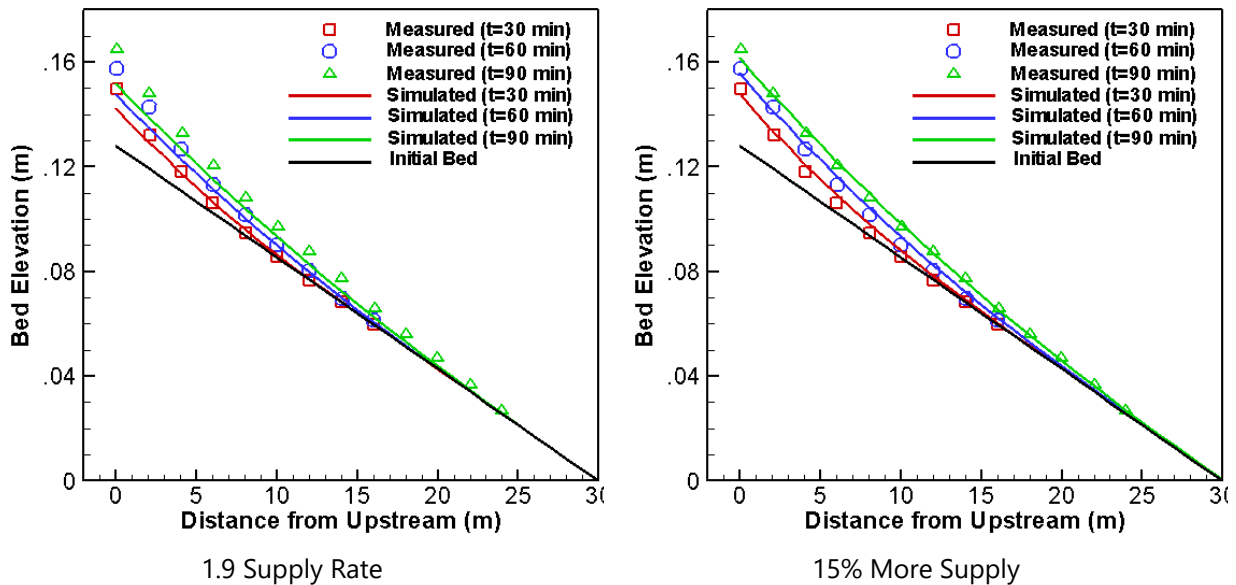 Measured (t=30 min)
Measured (t=60 min)
Measured (t=90 min)
Simulated (t=30 min)
Simulated (t=60 min)
Simulated (t=90 min)
Initial Bed
Bed Elevation (m)
.16
.12
.08
.04
0
0 5 10 15 20 25 30
Distance from Upstream (m)
1.9 Supply Rate
Measured (t=30 min)
Measured (t=60 min)
Measured (t=90 min)
Simulated (t=30 min)
Simulated (t=60 min)
Simulated (t=90 min)
Initial Bed
Bed Elevation (m)
.16
.12
.08
.04
0
0 5 10 15 20 25 30
Distance from Upstream (m)
15% More Supply